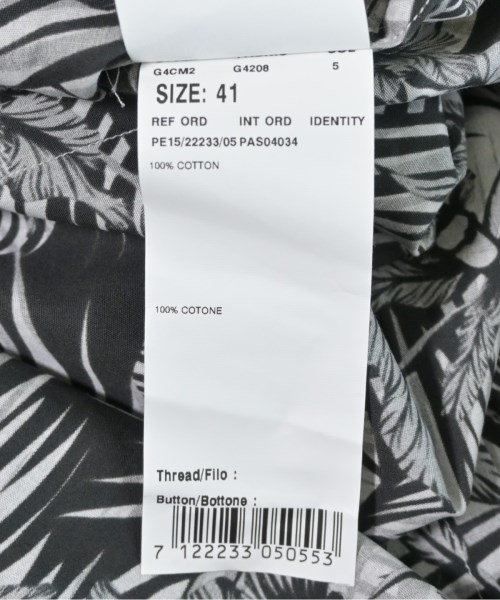 G4CM2 G4208 5
SIZE: 41
REF ORD INT ORD IDENTITY
PE15/22233/05 PAS04034
100% COTTON
100% COTONE
Thread/Filo :
Button/Bottone :
7 122233 050553